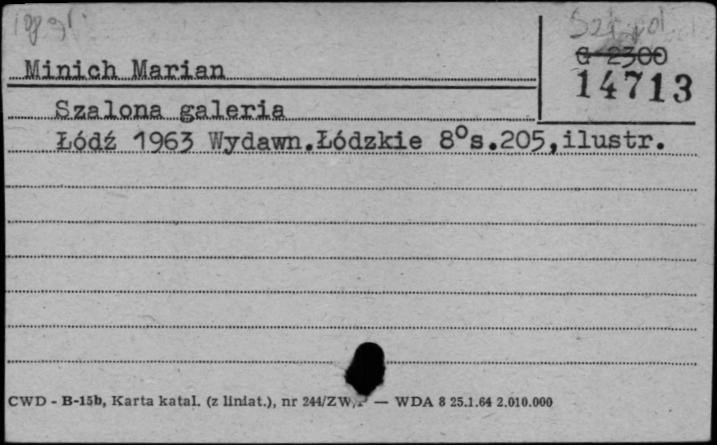 G 2300
14713
Minich Marian
Szalona galeria
Łódź 1963 Wydawn.Łódzkie 8°s.205,ilustr.
CWD - B-15b, Karta katal. (z liniat.), nr 244/ZW/P — WDA 8 25.1.64 2.010.000